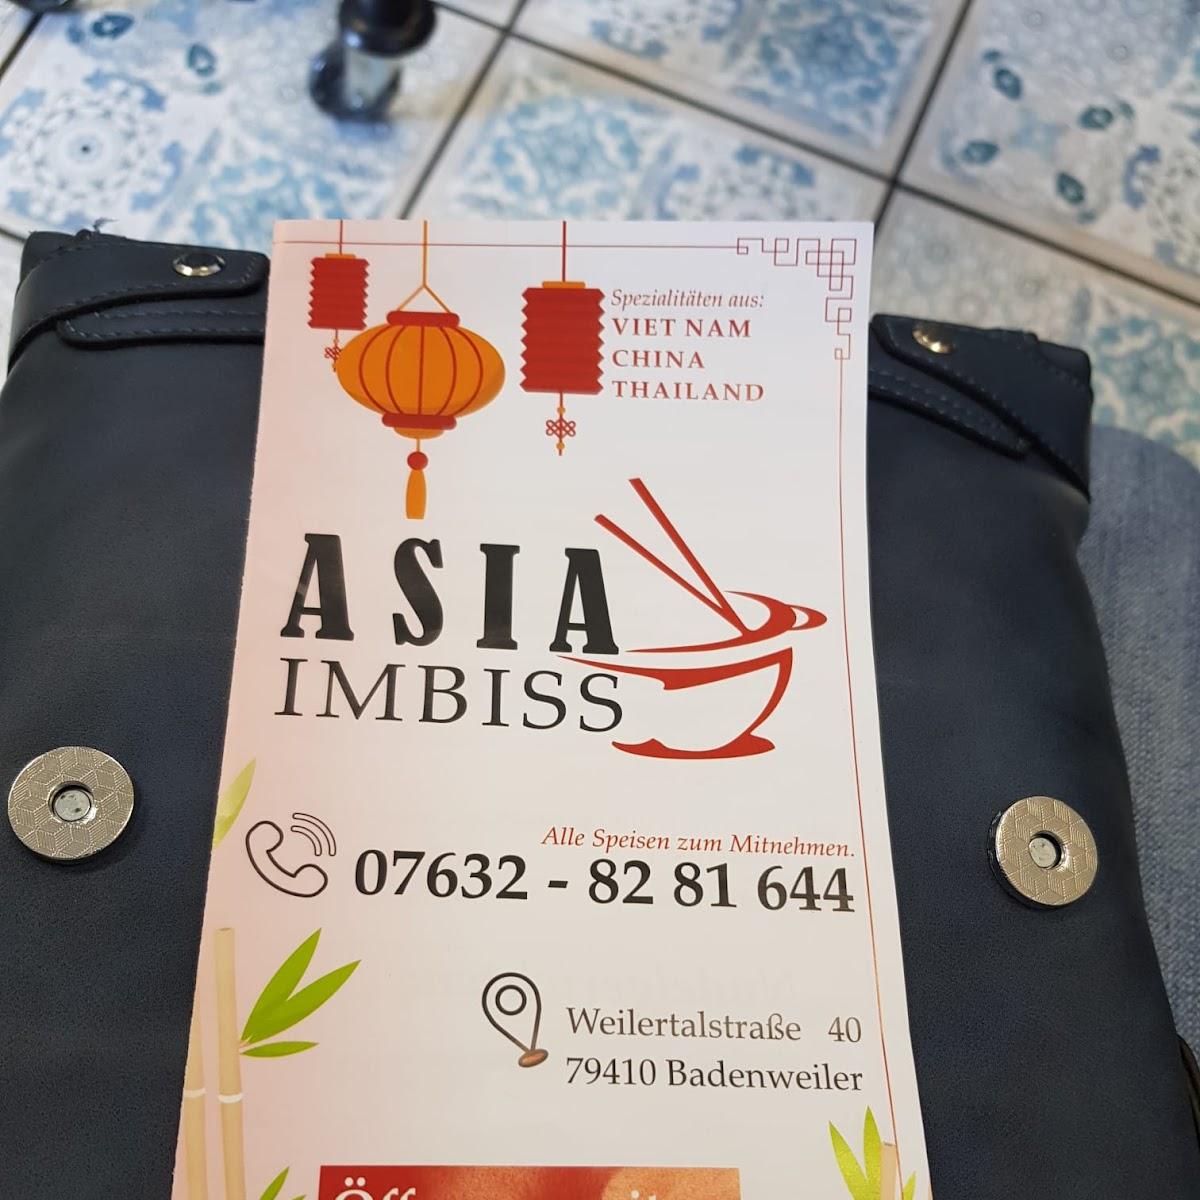 Spezialitäten aus:
VIET NAM
CHINA
THAILAND
ASIA
IMBISS
Alle Speisen zum Mitnehmen.
07632 - 82 81 644
Weilertalstraße 40
79410 Badenweiler